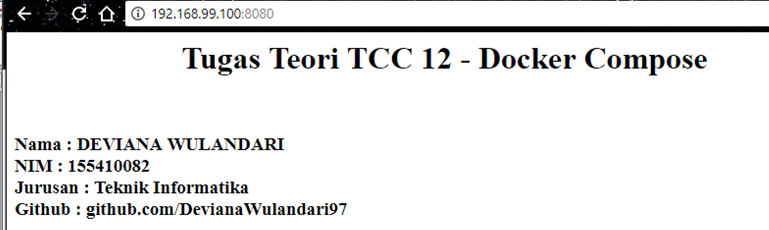 192.168.99.100:8080
Tugas Teori TCC 12 - Docker Compose
Nama : DEVIANA WULANDARI
NIM : 155410082
Jurusan : Teknik Informatika
Github : github.com/DevianaWulandari97